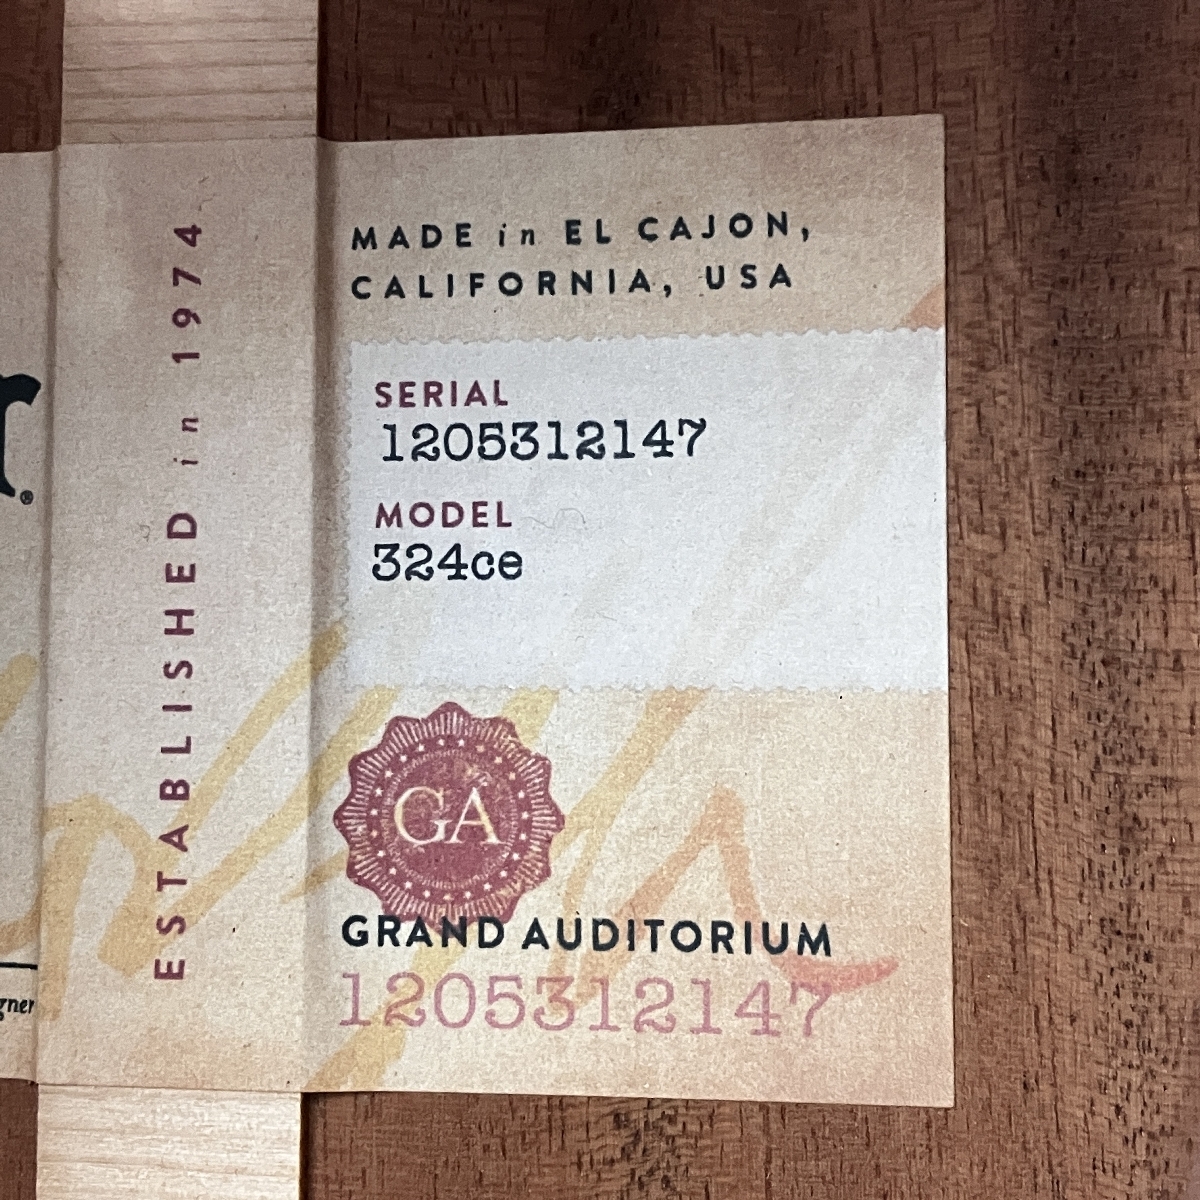 ESTABLISHED in 1974
MADE in EL CAJON,
CALIFORNIA, USA
SERIAL
1205312147
MODEL
324ce
GA
GRAND AUDITORIUM
1205312147